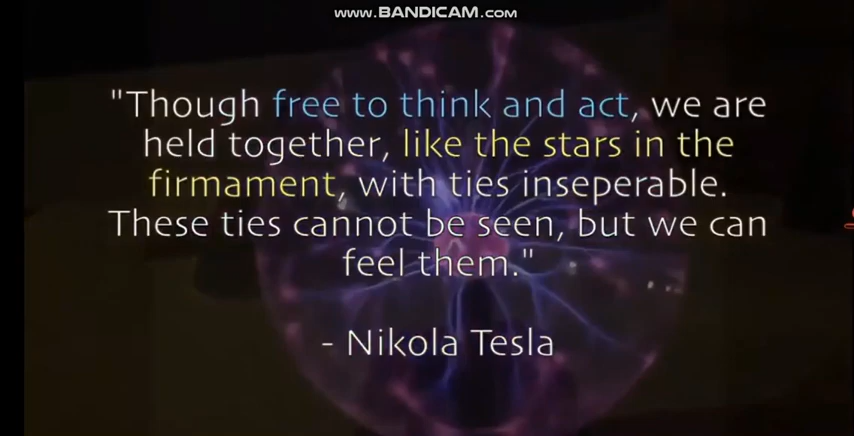 www.BANDICAM.com
"Though free to think and act, we are
held together, like the stars in the
firmament, with ties inseperable.
These ties cannot be seen, but we can
feel them."
- Nikola Tesla